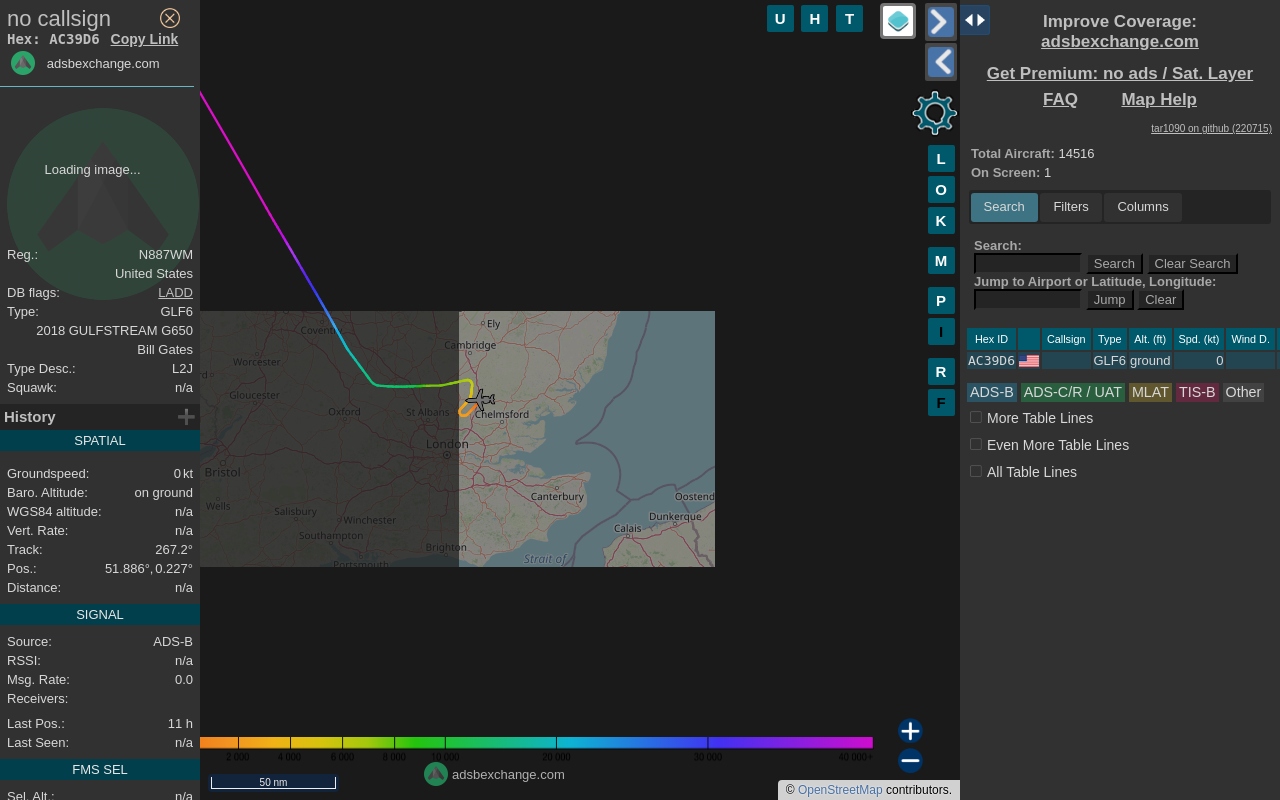 no callsign
Hex: AC39D6 Copy Link
adsbexchange.com
Loading image...
Reg.: N887WM
United States
DB flags: LADD
Type: GLF6
2018 GULFSTREAM G650
Bill Gates
Type Desc.: L2J
Squawk: n/a
History
SPATIAL
Groundspeed: 0 kt
Baro. Altitude: on ground
WGS84 altitude: n/a
Vert. Rate: n/a
Track: 267.2°
Pos.: 51.886°, 0.227°
Distance: n/a
SIGNAL
Source: ADS-B
RSSI: n/a
Msg. Rate: 0.0
Receivers:
Last Pos.: 11 h
Last Seen: n/a
FMS SEL
Sel. Alt.: n/a
U H T
L
O
K
M
P
I
R
F
Coventry
Ely
Cambridge
Worcester
Gloucester
Oxford
St Albans
Chelmsford
London
Bristol
Canterbury
Oostend
Wells
Salisbury
Winchester
Dunkerque
Calais
Southampton
Brighton
Strait of
Portsmouth
2 000 4 000 6 000 8 000 10 000 20 000 30 000 40 000+
adsbexchange.com
50 nm
© OpenStreetMap contributors.
Improve Coverage:
adsbexchange.com
Get Premium: no ads / Sat. Layer
FAQ Map Help
tar1090 on github (220715)
Total Aircraft: 14516
On Screen: 1
Search Filters Columns
Search:
Search Clear Search
Jump to Airport or Latitude, Longitude:
Jump Clear
Hex ID Callsign Type Alt. (ft) Spd. (kt) Wind D.
AC39D6 GLF6 ground 0
ADS-B ADS-C/R / UAT MLAT TIS-B Other
More Table Lines
Even More Table Lines
All Table Lines